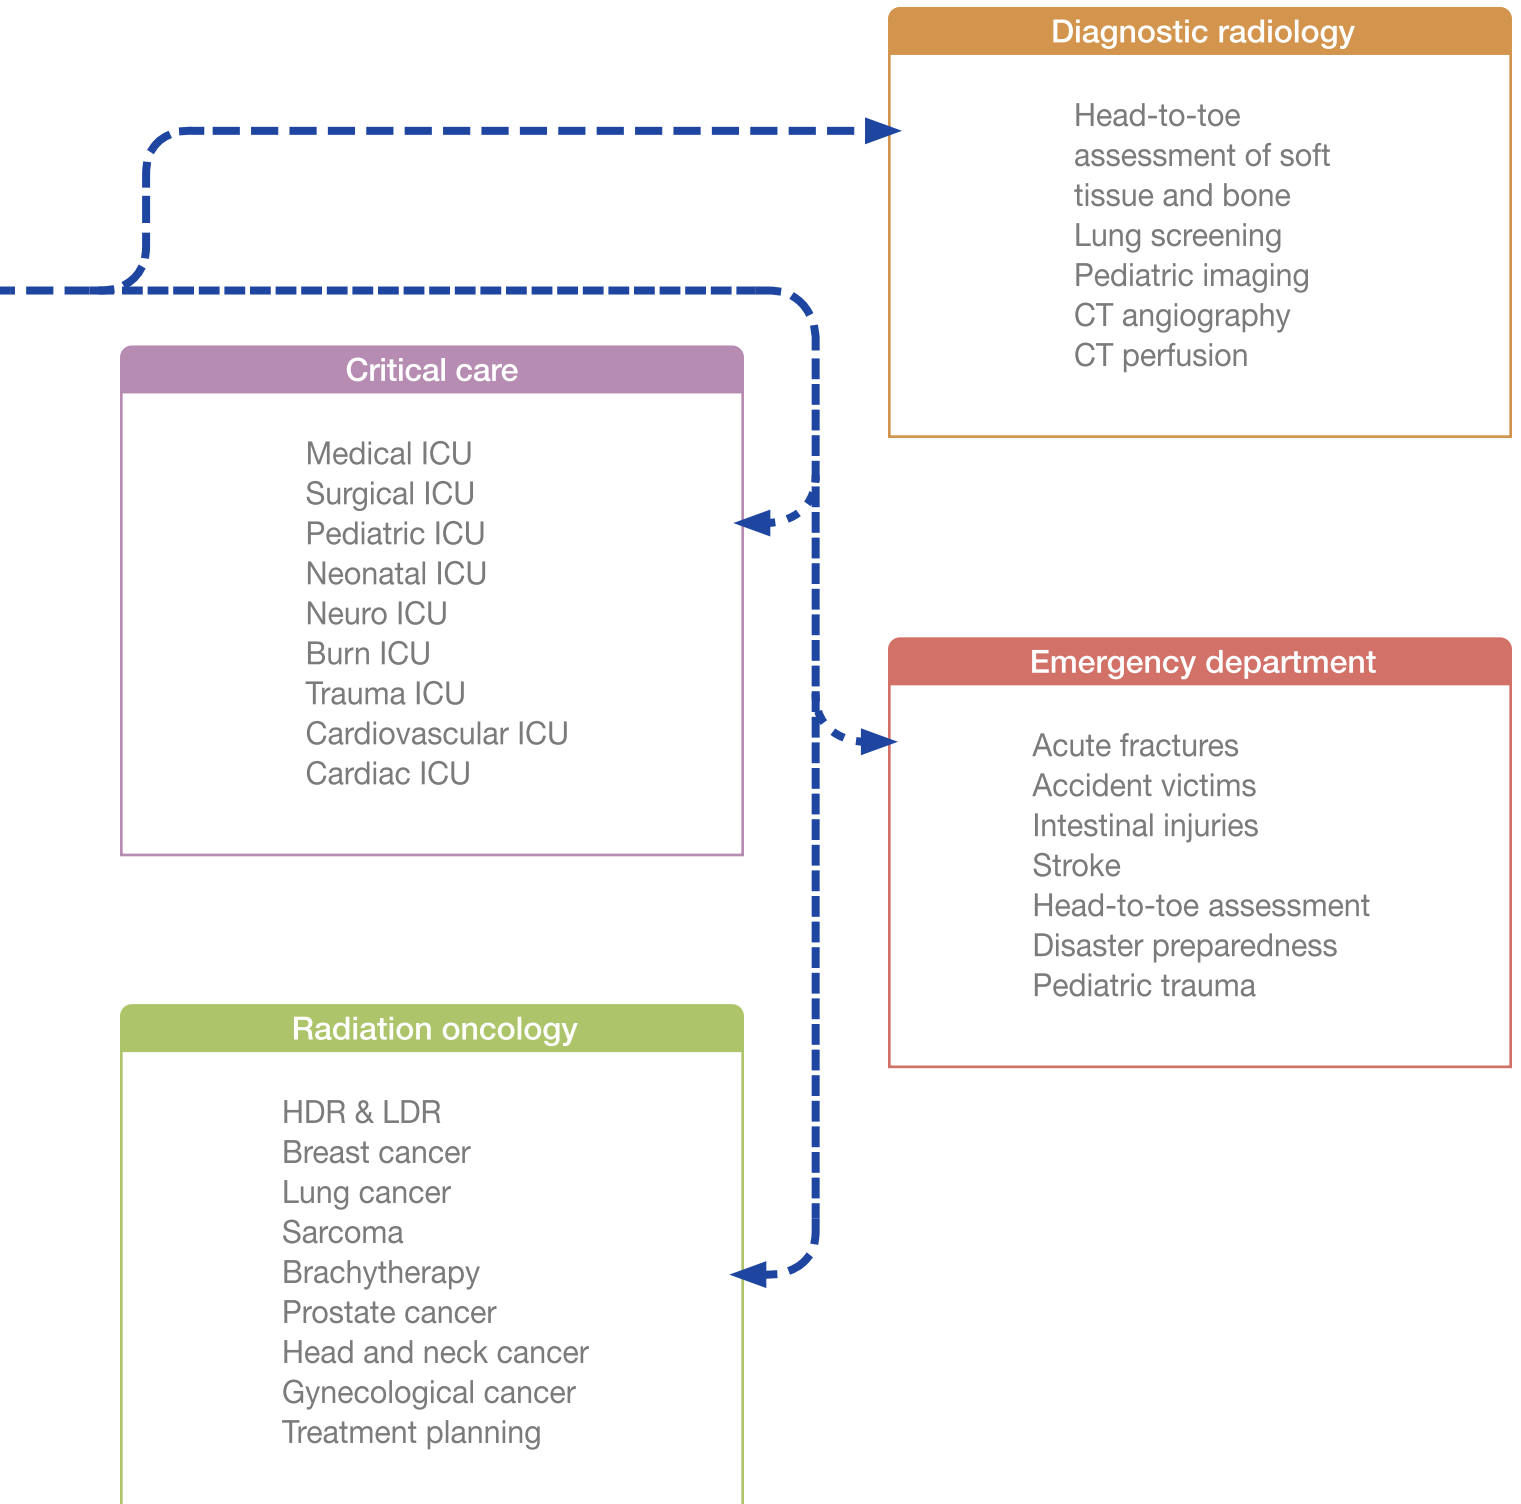 Diagnostic radiology
Head-to-toe
assessment of soft
tissue and bone
Lung screening
Pediatric imaging
CT angiography
CT perfusion
Critical care
Medical ICU
Surgical ICU
Pediatric ICU
Neonatal ICU
Neuro ICU
Burn ICU
Trauma ICU
Cardiovascular ICU
Cardiac ICU
Emergency department
Acute fractures
Accident victims
Intestinal injuries
Stroke
Head-to-toe assessment
Disaster preparedness
Pediatric trauma
Radiation oncology
HDR & LDR
Breast cancer
Lung cancer
Sarcoma
Brachytherapy
Prostate cancer
Head and neck cancer
Gynecological cancer
Treatment planning